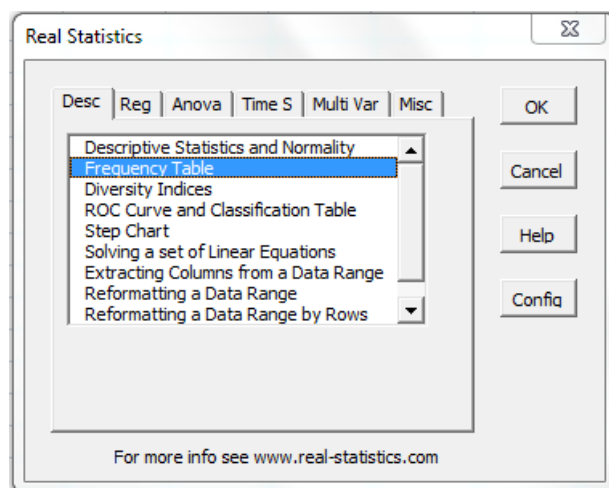 Real Statistics
Desc Reg Anova Time S Multi Var Misc
OK
Descriptive Statistics and Normality
Frequency Table
Cancel
Diversity Indices
ROC Curve and Classification Table
Step Chart
Help
Solving a set of Linear Equations
Extracting Columns from a Data Range
Reformatting a Data Range
Config
Reformatting a Data Range by Rows
For more info see www.real-statistics.com